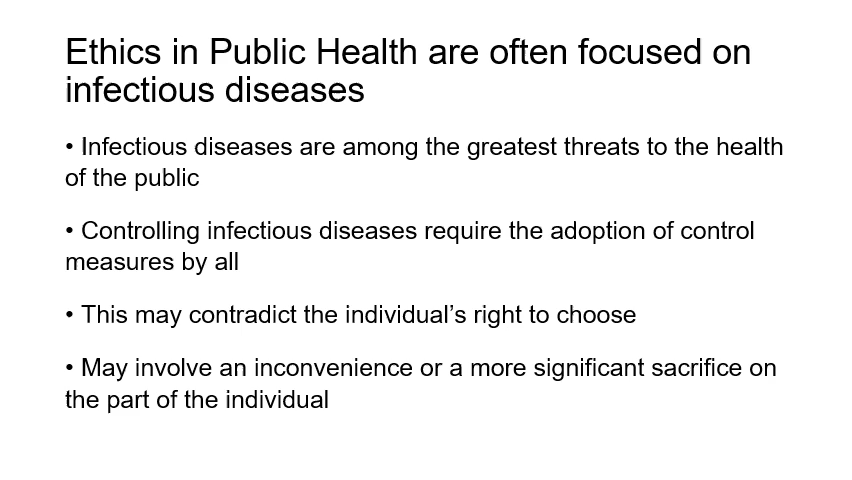 Ethics in Public Health are often focused on
infectious diseases
• Infectious diseases are among the greatest threats to the health
of the public
• Controlling infectious diseases require the adoption of control
measures by all
• This may contradict the individual’s right to choose
• May involve an inconvenience or a more significant sacrifice on
the part of the individual